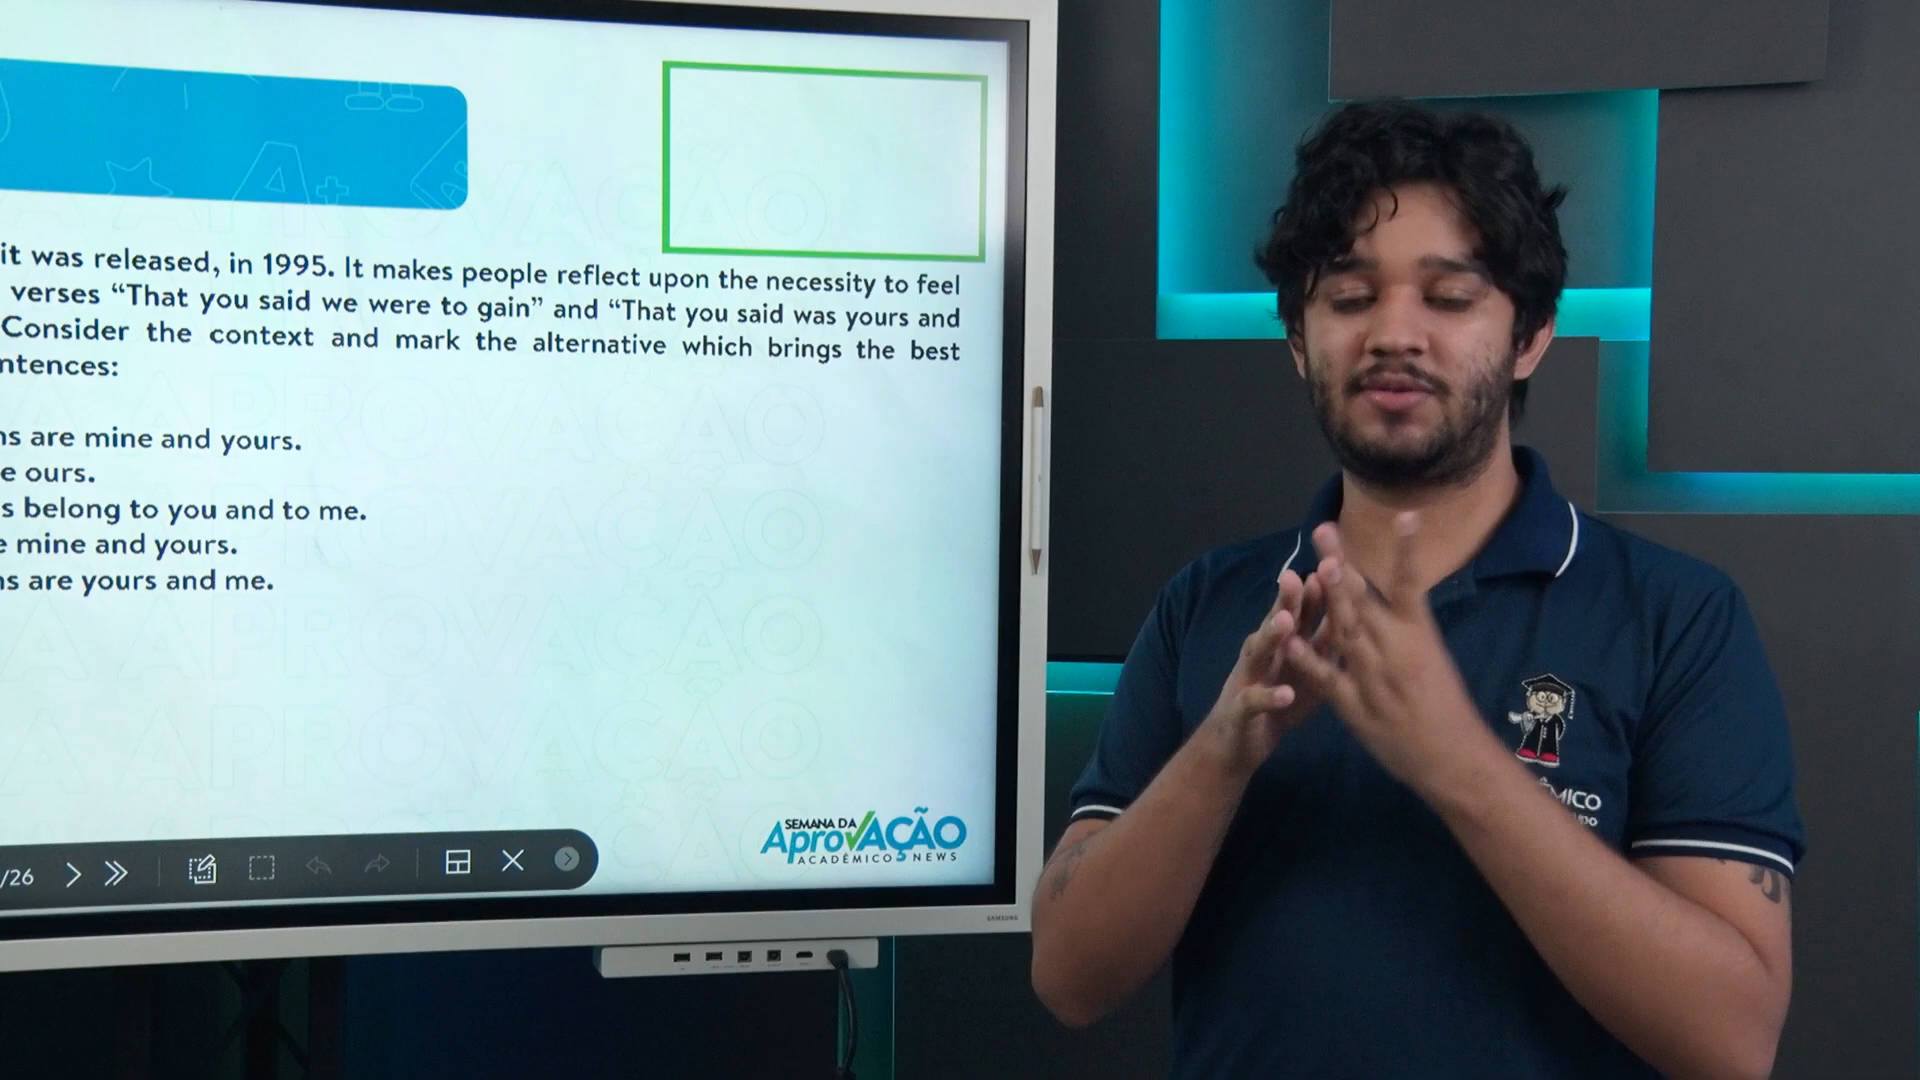 it was released, in 1995. It makes people reflect upon the necessity to feel
verses “That you said we were to gain” and “That you said was yours and
Consider the context and mark the alternative which brings the best
ntences:
ns are mine and yours.
e ours.
s belong to you and to me.
e mine and yours.
ns are yours and me.
/26
SEMANA DA
AprovAÇÃO
ACADÊMICO NEWS
SAMSUNG
ÊMICO